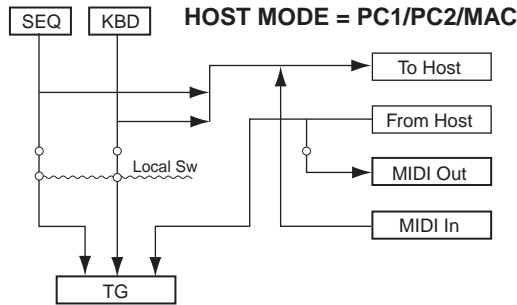 SEQ KBD HOST MODE = PC1/PC2/MAC
To Host
From Host
Local Sw
MIDI Out
MIDI In
TG